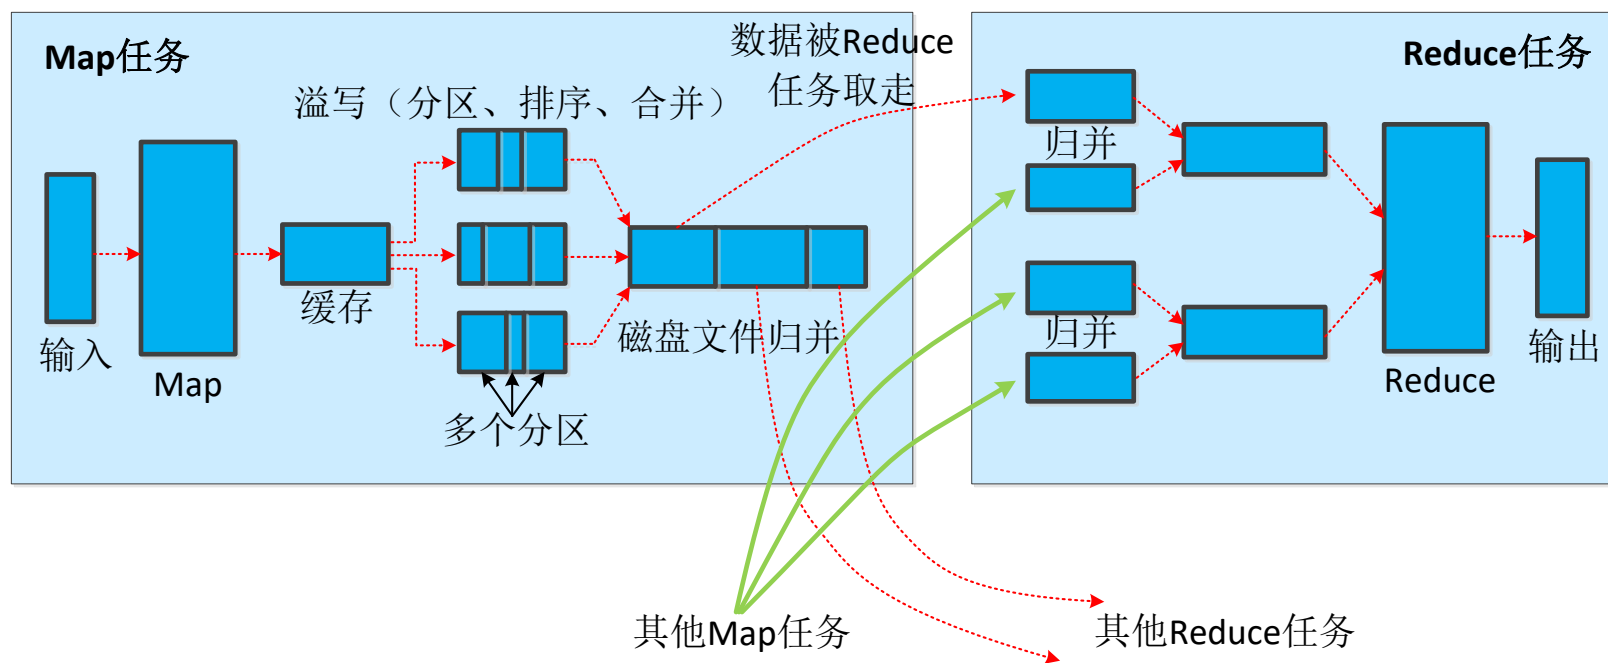 Map任务
溢写（分区、排序、合并）
输入
Map
缓存
多个分区
磁盘文件归并
数据被Reduce
任务取走
Reduce任务
归并
归并
Reduce
输出
其他Map任务
其他Reduce任务